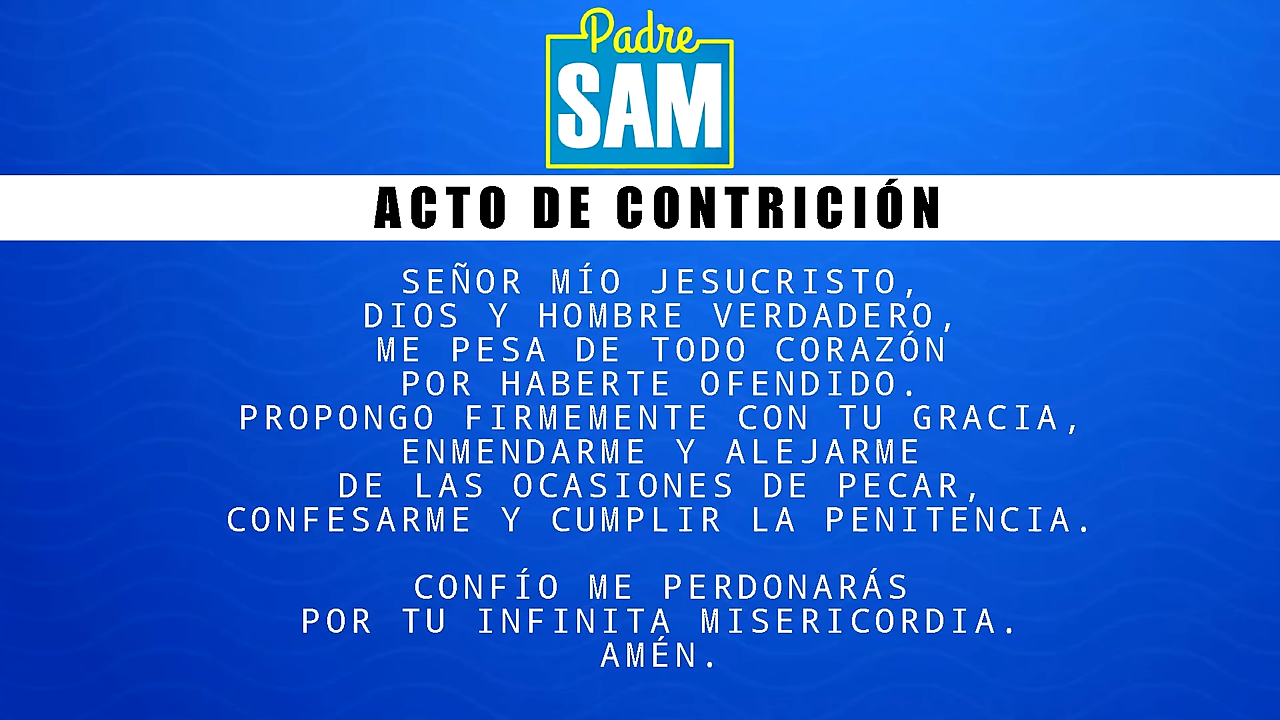 Padre
SAM
ACTO DE CONTRICIÓN
SEÑOR MÍO JESUCRISTO,
DIOS Y HOMBRE VERDADERO,
ME PESA DE TODO CORAZÓN
POR HABERTE OFENDIDO.
PROPONGO FIRMEMENTE CON TU GRACIA,
ENMENDARME Y ALEJARME
DE LAS OCASIONES DE PECAR,
CONFESARME Y CUMPLIR LA PENITENCIA.
CONFÍO ME PERDONARÁS
POR TU INFINITA MISERICORDIA.
AMÉN.